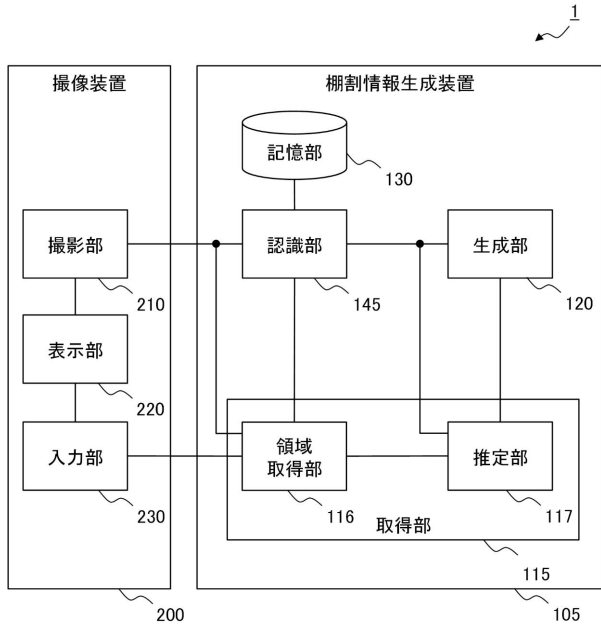 1
撮像装置
棚割情報生成装置
記憶部
130
撮影部
210
認識部
145
生成部
120
表示部
220
入力部
230
領域
取得部
116
推定部
117
取得部
115
200
105